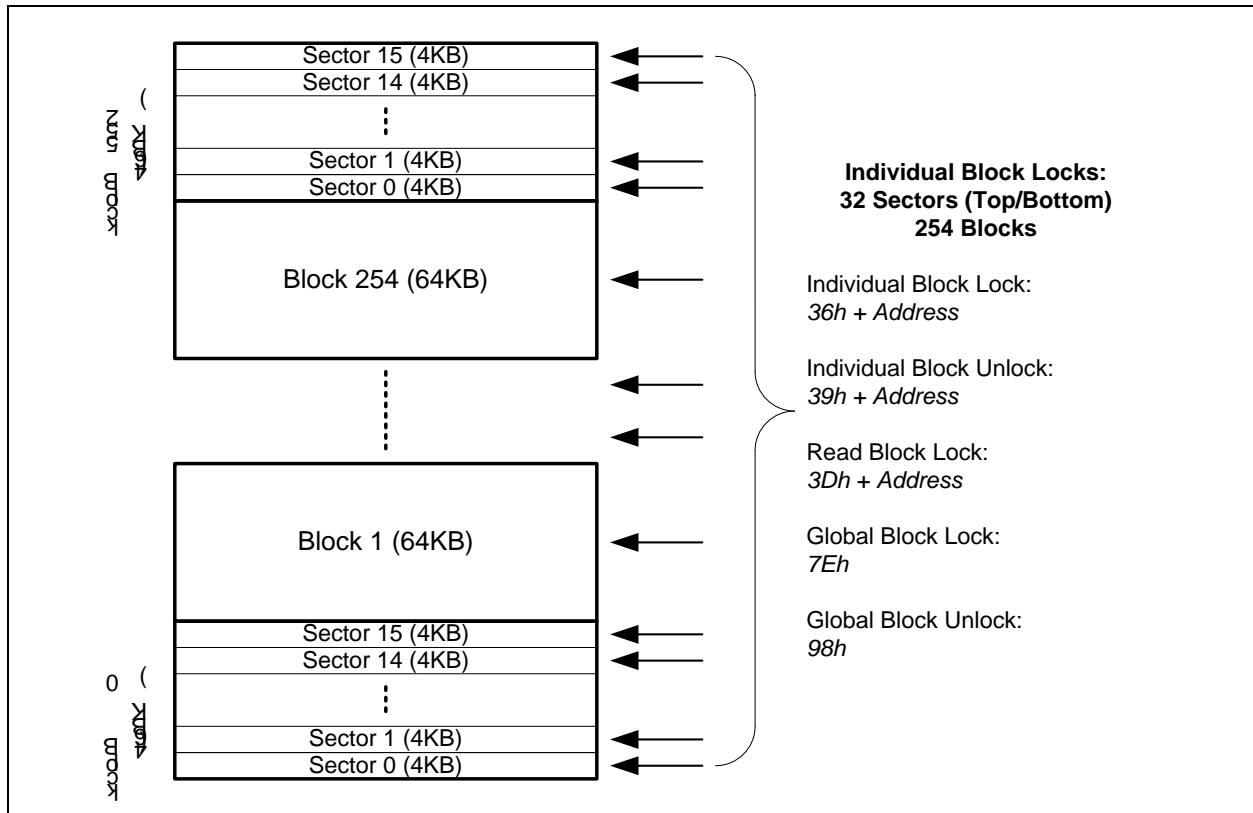 Sector 15 (4KB)
Sector 14 (4KB)
Sector 1 (4KB)
Sector 0 (4KB)
Block 254 (64KB)
Block 1 (64KB)
Sector 15 (4KB)
Sector 14 (4KB)
Sector 1 (4KB)
Sector 0 (4KB)
Individual Block Locks:
32 Sectors (Top/Bottom)
254 Blocks
Individual Block Lock:
36h + Address
Individual Block Unlock:
39h + Address
Read Block Lock:
3Dh + Address
Global Block Lock:
7Eh
Global Block Unlock:
98h